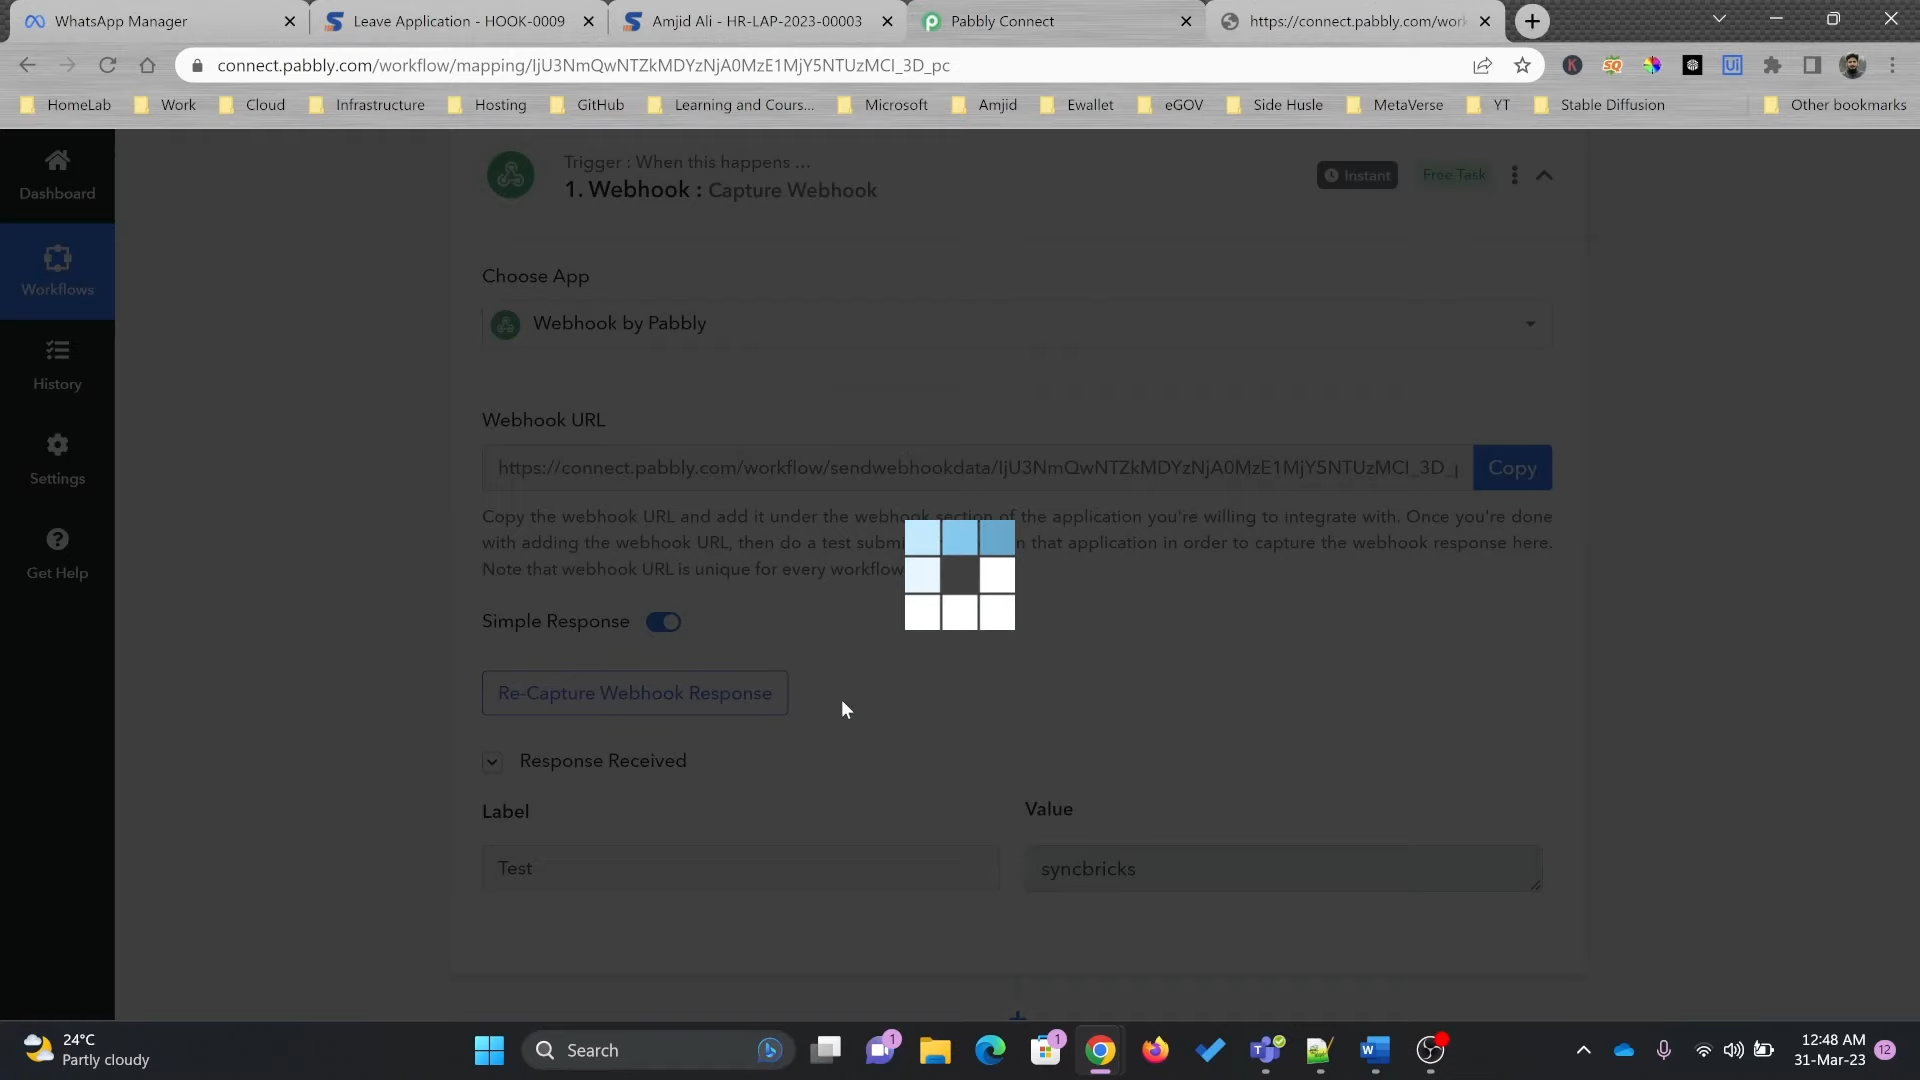 WhatsApp Manager
Leave Application - HOOK-0009
Amjid Ali - HR-LAP-2023-00003
Pabbly Connect
https://connect.pabbly.com/work
connect.pabbly.com/workflow/mapping/IjU3NmQwNTZkMDYzNjA0MzE1MjY5NTUzMCI_3D_pc
HomeLab
Work
Cloud
Infrastructure
Hosting
GitHub
Learning and Cours...
Microsoft
Amjid
Ewallet
eGOV
Side Husle
MetaVerse
YT
Stable Diffusion
Other bookmarks
Dashboard
Workflows
History
Settings
Get Help
Trigger : When this happens ...
1. Webhook : Capture Webhook
Instant
Free Task
Choose App
Webhook by Pabbly
Webhook URL
https://connect.pabbly.com/workflow/sendwebhookdata/IjU3NmQwNTZkMDYzNjA0MzE1MjY5NTUzMCI_3D_
Copy
Copy the webhook URL and add it under the webhook section of the application you're willing to integrate with. Once you're done
with adding the webhook URL, then do a test subm n that application in order to capture the webhook response here.
Note that webhook URL is unique for every workflow
Simple Response
Re-Capture Webhook Response
Response Received
Label
Value
Test
syncbricks
24°C
Partly cloudy
Search
1
1
12:48 AM
31-Mar-23
12